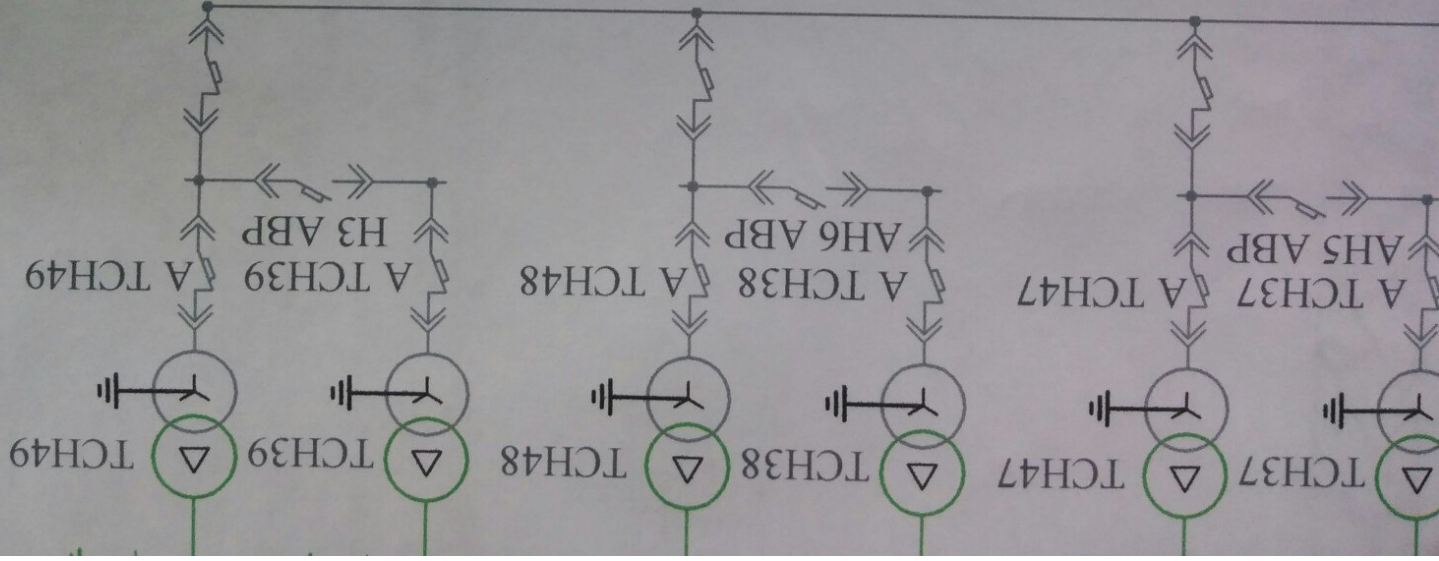 ТСН37
ТСН47
ТСН38
ТСН48
ТСН39
ТСН49
А ТСН37
А ТСН47
А ТСН38
А ТСН48
А ТСН39
А ТСН49
АН5 АВР
АН6 АВР
Н3 АВР